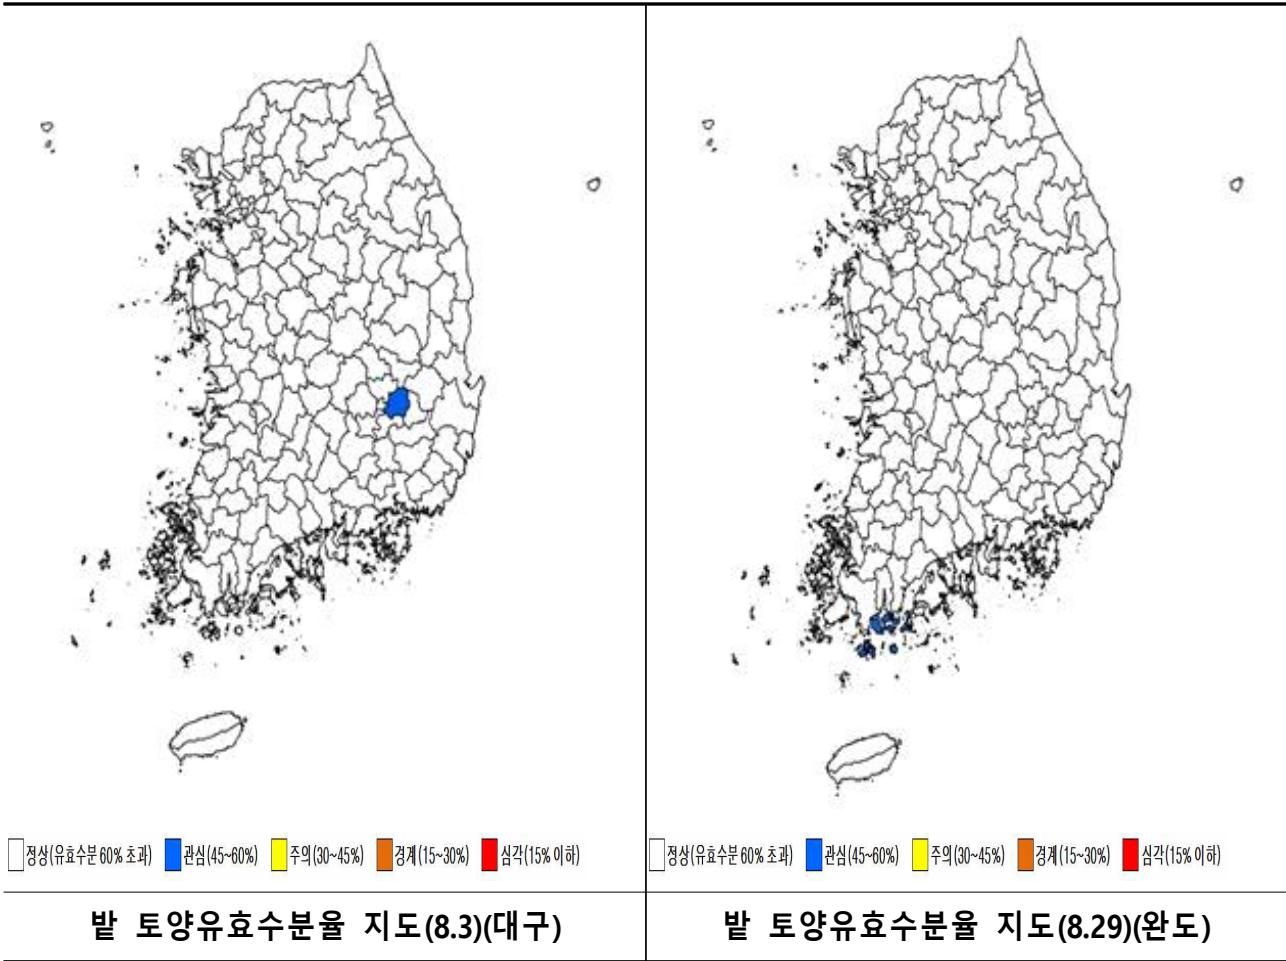 정상(유효수분 60% 초과) 관심(45~60%) 주의(30~45%) 경계(15~30%) 심각(15% 이하)
정상(유효수분 60% 초과) 관심(45~60%) 주의(30~45%) 경계(15~30%) 심각(15% 이하)
밭 토양유효수분율 지도(8.3)(대구)
밭 토양유효수분율 지도(8.29)(완도)